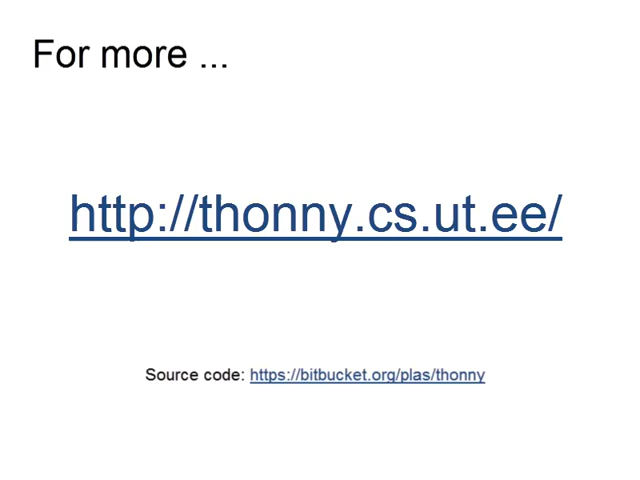 For more ...
http://thonny.cs.ut.ee/
Source code: https://bitbucket.org/plas/thonny